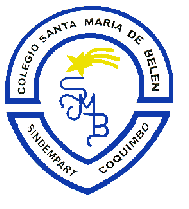 COLEGIO SANTA MARIA DE BELEN
SMB
SINDEMPART COQUIMBO